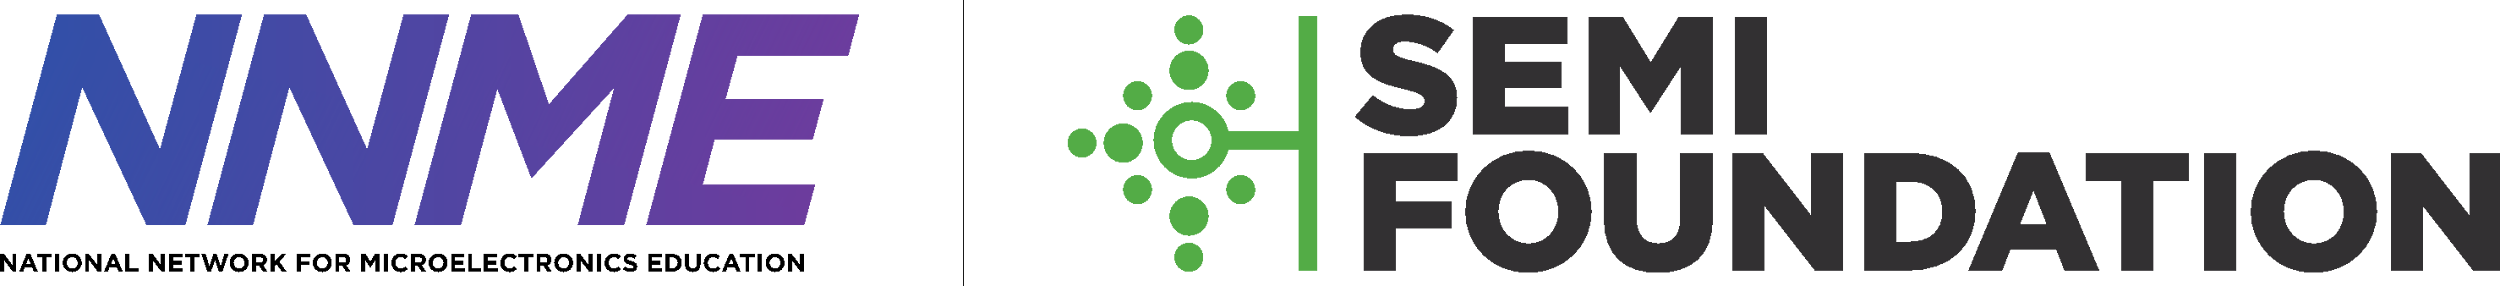 NNME
NATIONAL NETWORK FOR MICROELECTRONICS EDUCATION
SEMI
FOUNDATION